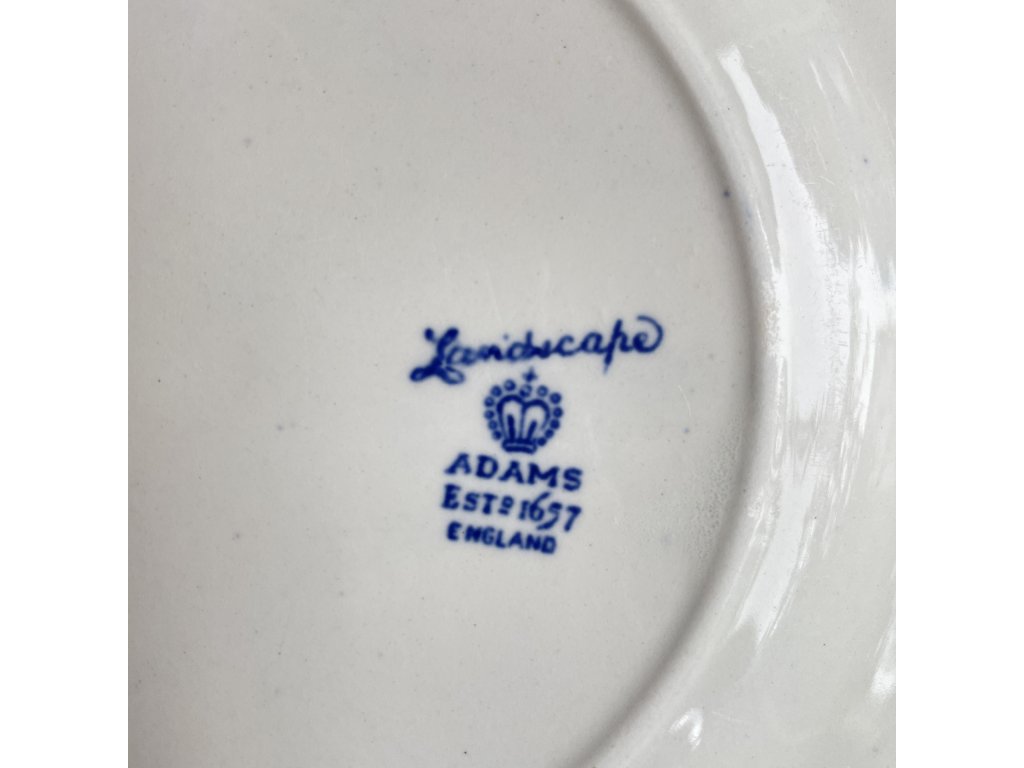 Landscape
ADAMS
ESTD 1657
ENGLAND